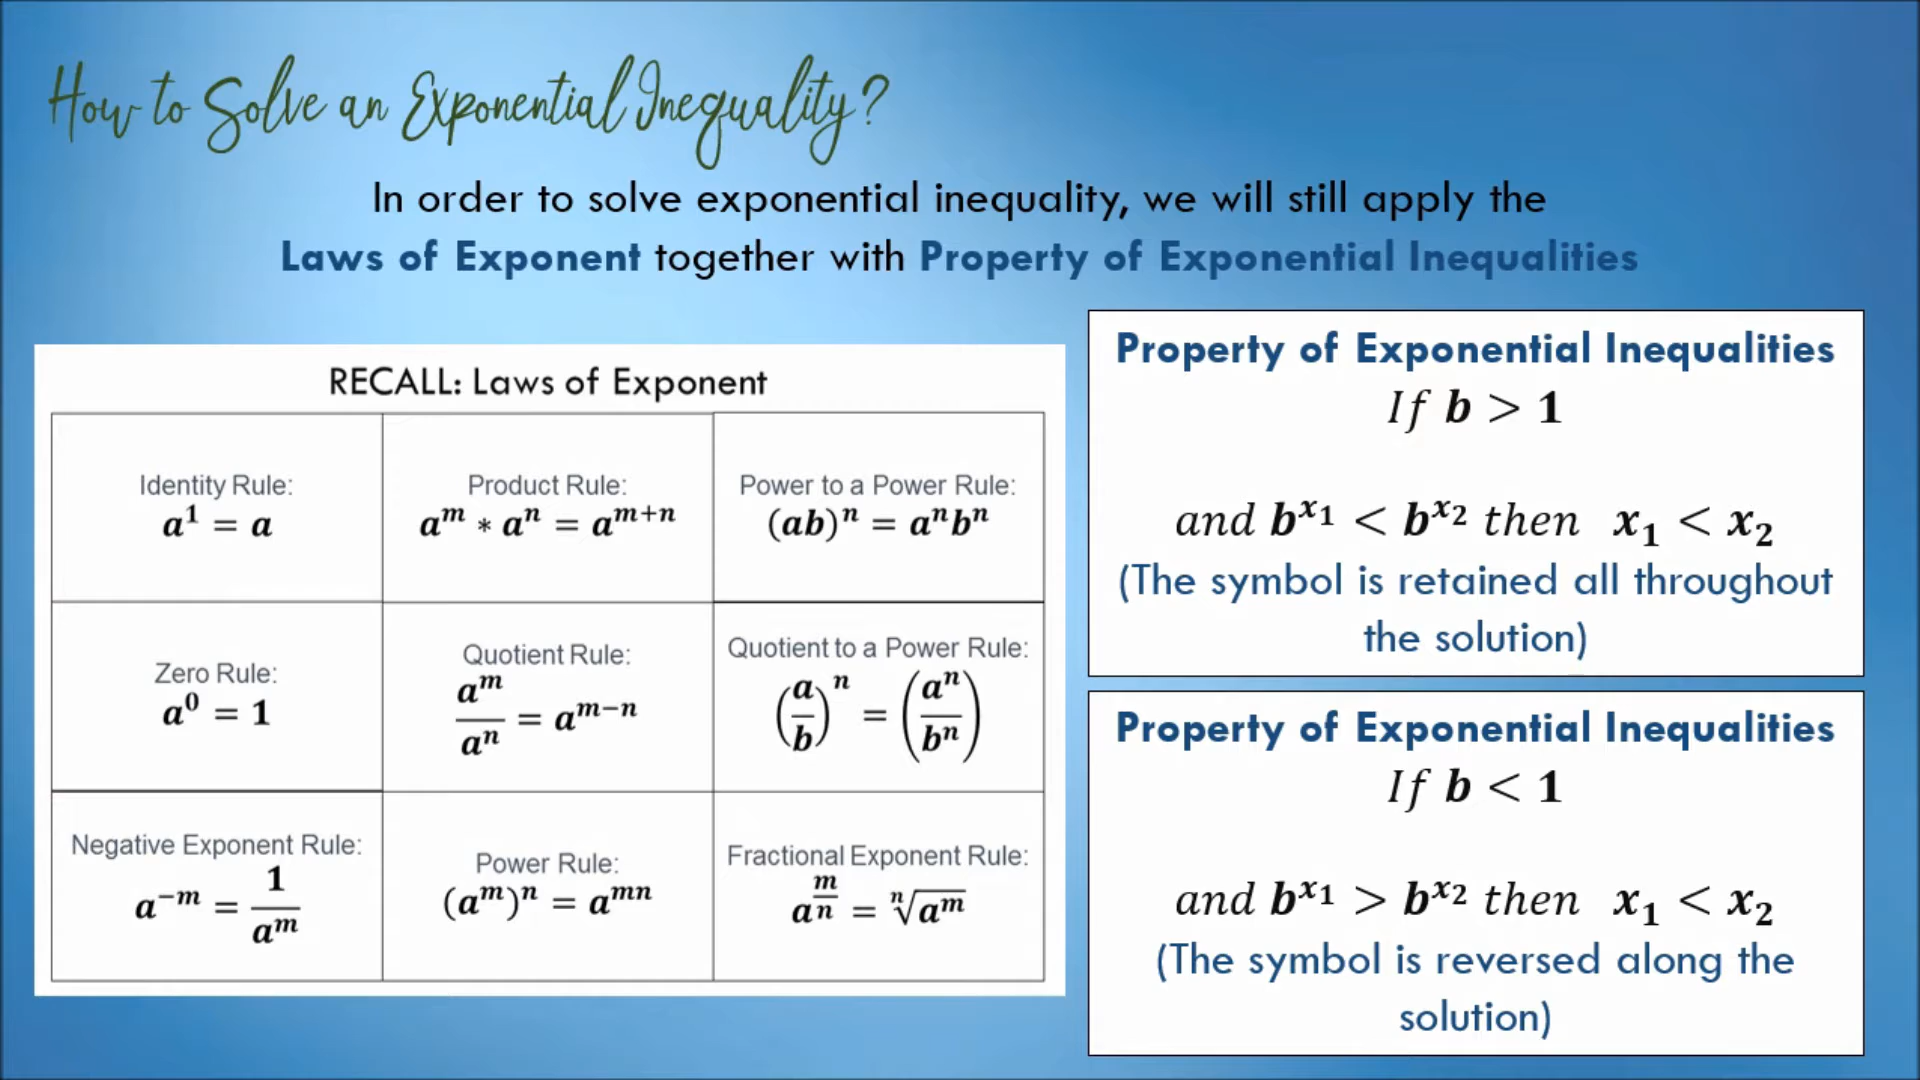 How to Solve an Exponential Inequality?
In order to solve exponential inequality, we will still apply the
Laws of Exponent together with Property of Exponential Inequalities
RECALL: Laws of Exponent
Identity Rule:
a¹ = a
Product Rule:
aᵐ * aⁿ = aᵐ⁺ⁿ
Power to a Power Rule:
(ab)ⁿ = aⁿbⁿ
Zero Rule:
a⁰ = 1
Quotient Rule:
aᵐ/aⁿ = aᵐ⁻ⁿ
Quotient to a Power Rule:
(a/b)ⁿ = (aⁿ/bⁿ)
Negative Exponent Rule:
a⁻ᵐ = 1/aᵐ
Power Rule:
(aᵐ)ⁿ = aᵐⁿ
Fractional Exponent Rule:
a^(m/n) = ⁿ√aᵐ
Property of Exponential Inequalities
If b > 1
and b^x₁ < b^x₂ then x₁ < x₂
(The symbol is retained all throughout
the solution)
Property of Exponential Inequalities
If b < 1
and b^x₁ > b^x₂ then x₁ < x₂
(The symbol is reversed along the
solution)